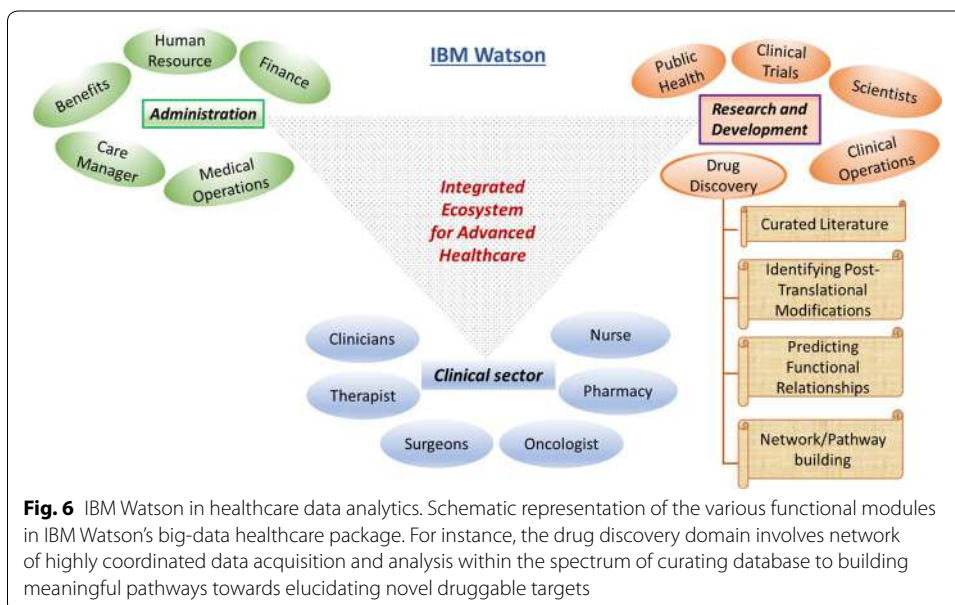 IBM Watson
Human
Resource
Finance
Benefits
Administration
Care
Manager
Medical
Operations
Public
Health
Clinical
Trials
Scientists
Research and
Development
Clinical
Operations
Drug
Discovery
Curated Literature
Identifying Post-
Translational
Modifications
Predicting
Functional
Relationships
Network/Pathway
building
Integrated
Ecosystem
for Advanced
Healthcare
Clinicians
Nurse
Clinical sector
Therapist
Pharmacy
Surgeons
Oncologist
Fig. 6 IBM Watson in healthcare data analytics. Schematic representation of the various functional modules
in IBM Watson's big-data healthcare package. For instance, the drug discovery domain involves network
of highly coordinated data acquisition and analysis within the spectrum of curating database to building
meaningful pathways towards elucidating novel druggable targets